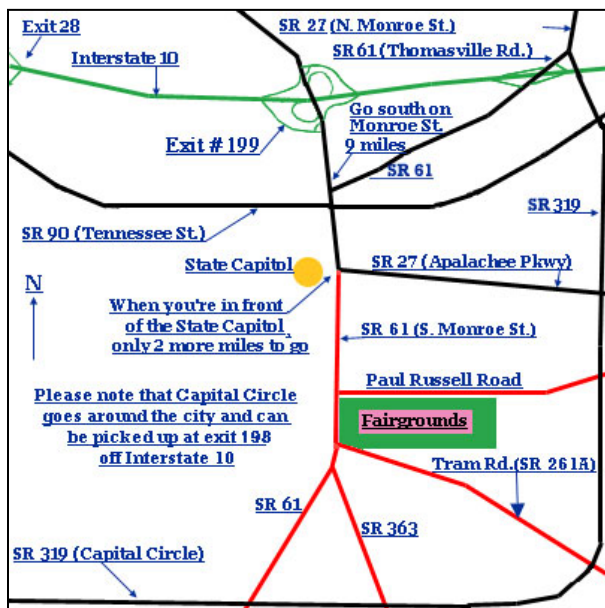 Exit 28
SR 27 (N. Monroe St.)
Interstate 10
SR 61 (Thomasville Rd.)
Go south on
Monroe St.
9 miles
Exit # 199
SR 61
SR 319
SR 90 (Tennessee St.)
State Capitol
SR 27 (Apalachee Pkwy)
N
When you're in front
of the State Capitol,
only 2 more miles to go
SR 61 (S. Monroe St.)
Paul Russell Road
Please note that Capital Circle
goes around the city and can
be picked up at exit 198
off Interstate 10
Fairgrounds
Tram Rd.(SR 261A)
SR 61
SR 363
SR 319 (Capital Circle)